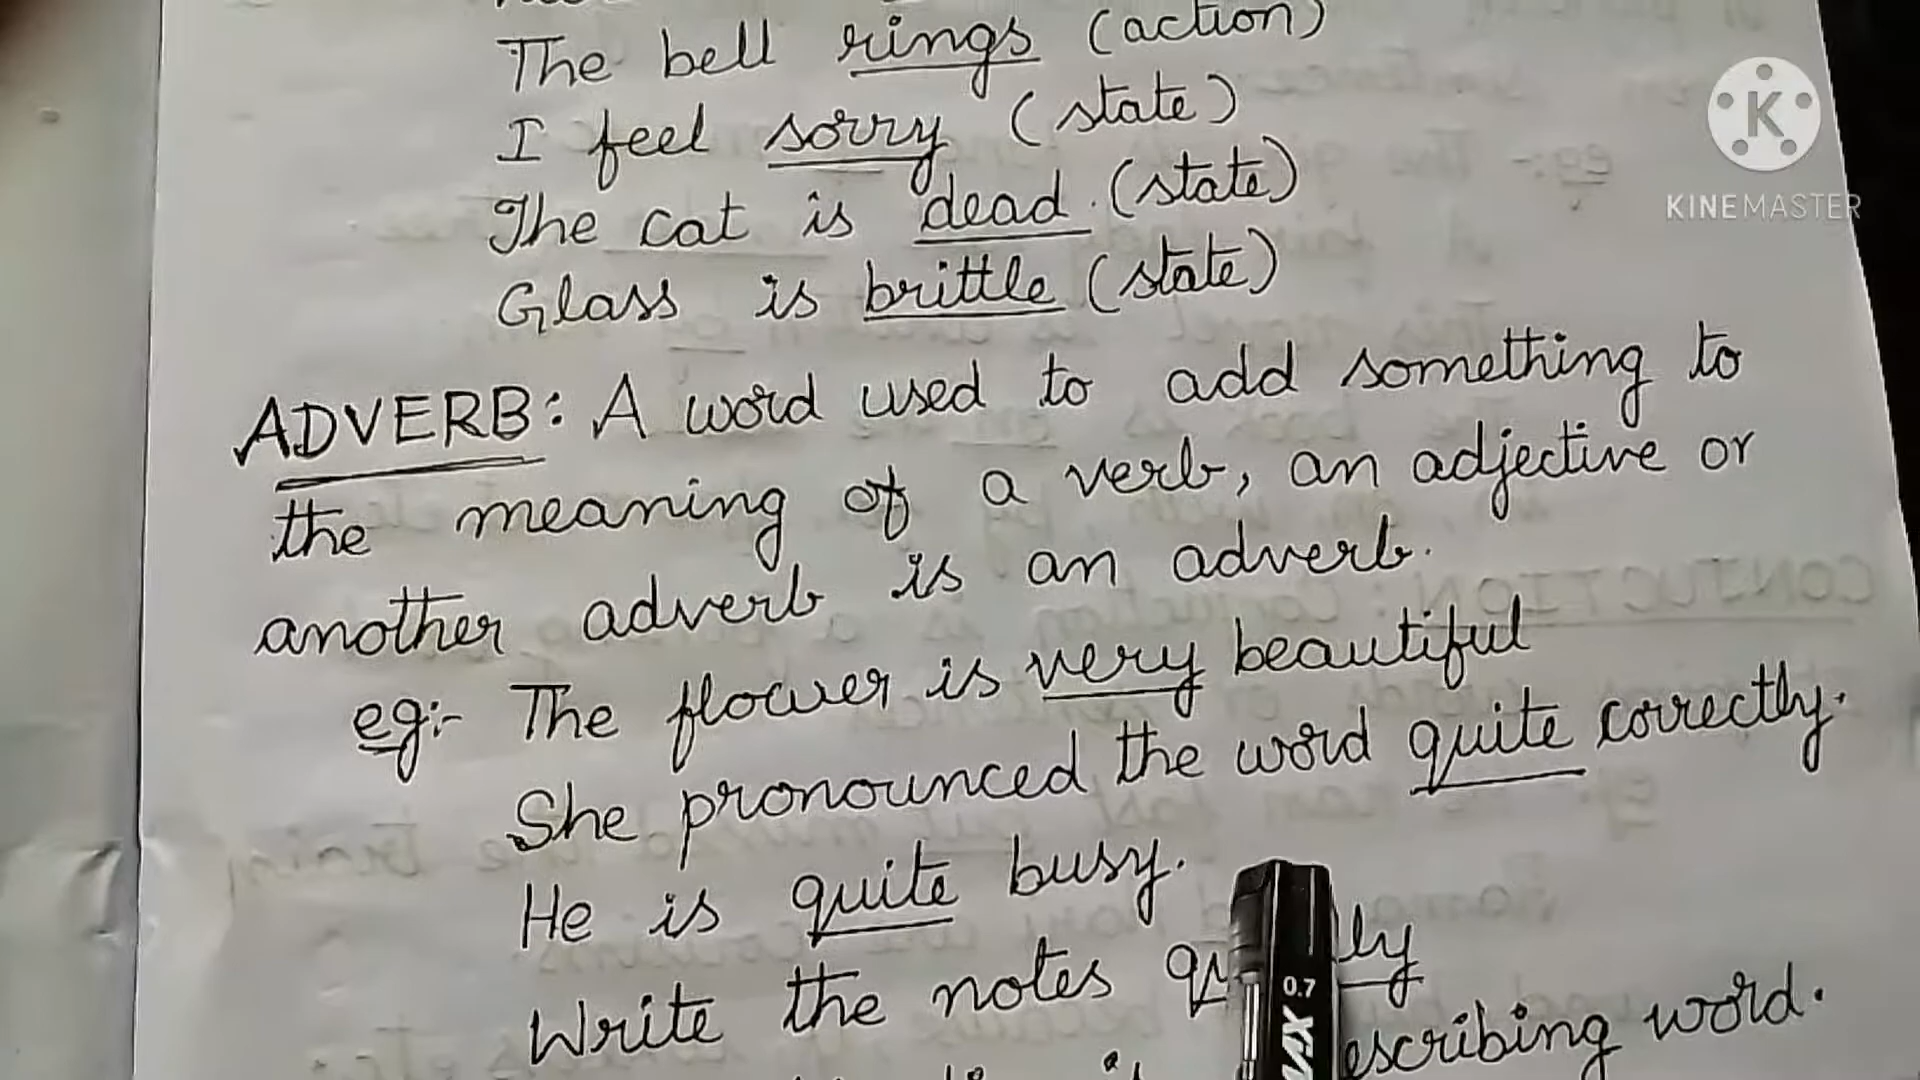 The bell rings (action)
I feel sorry (state)
The cat is dead. (state)
Glass is brittle (state)
ADVERB: A word used to add something to
the meaning of a verb, an adjective or
another adverb is an adverb.
eg:- The flower is very beautiful
She pronounced the word quite correctly.
He is quite busy.
Write the notes
word.
K
KINEMASTER
0.7